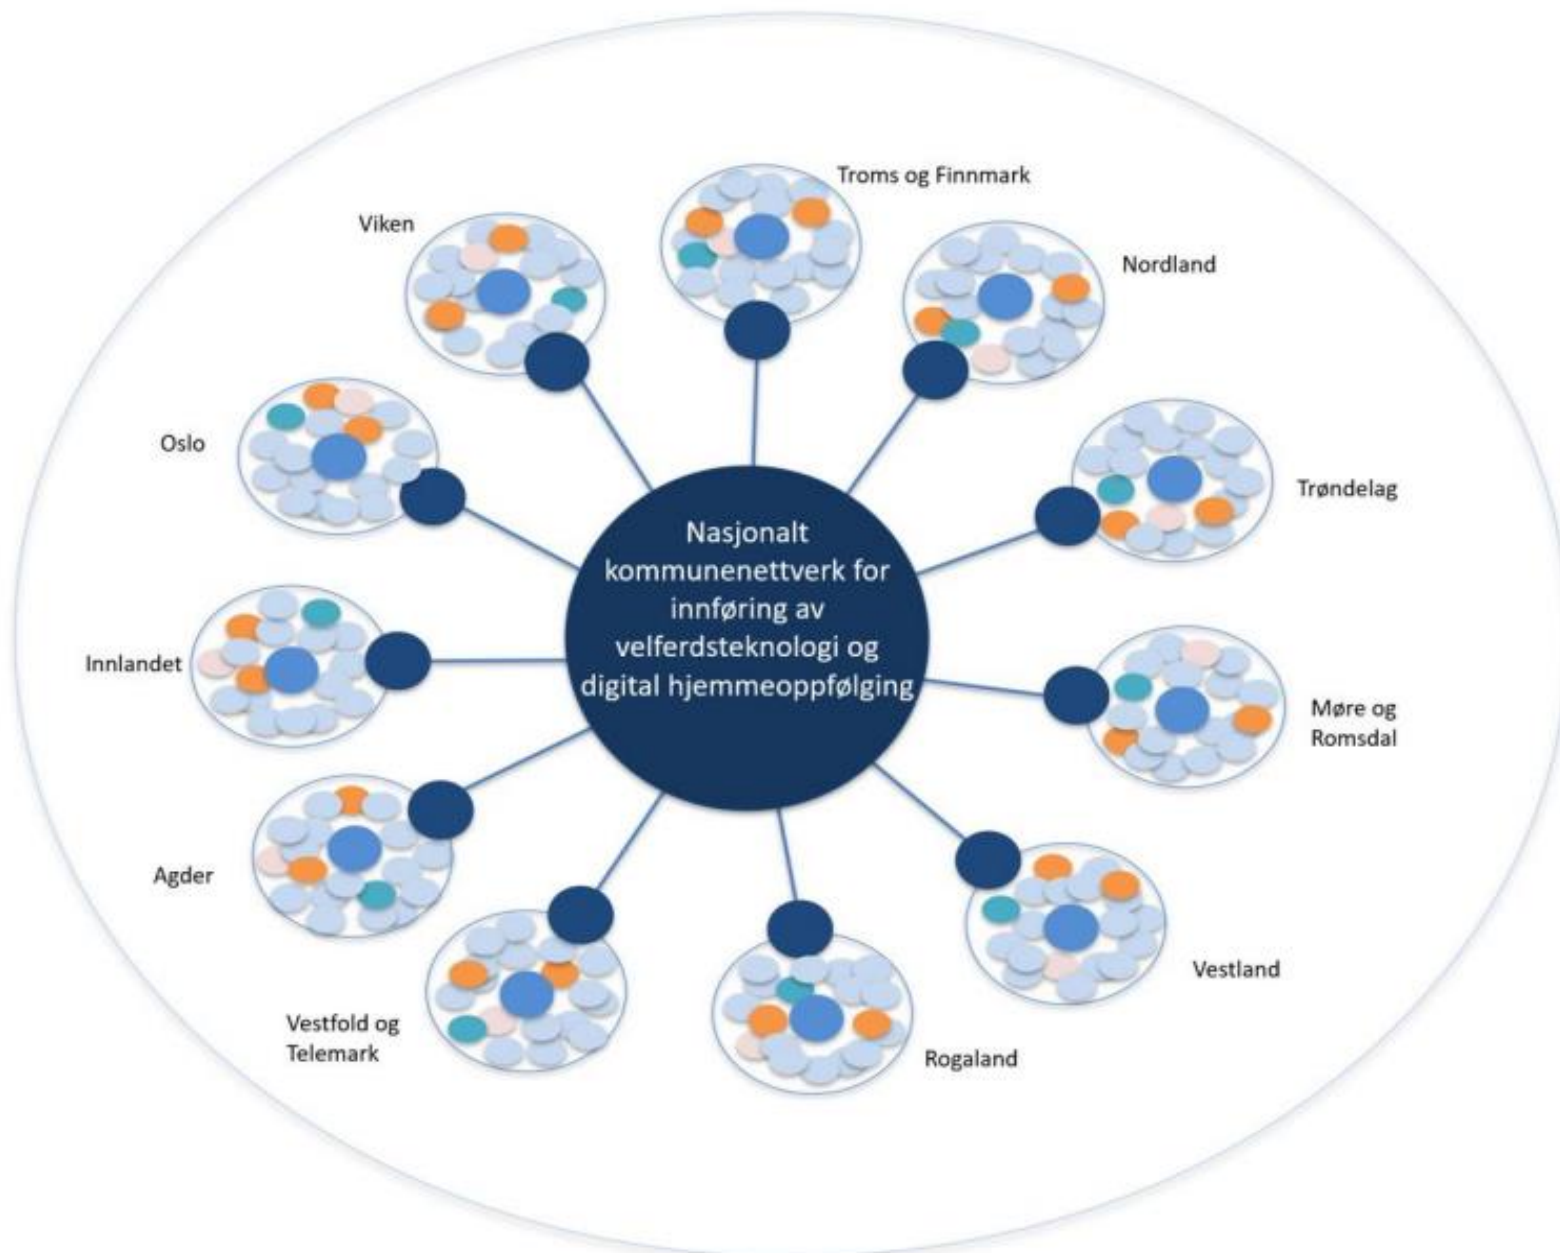 Troms og Finnmark
Viken
Nordland
Oslo
Trøndelag
Nasjonalt
kommunenettverk for
innføring av
velferdsteknologi og
digital hjemmeoppfølging
Innlandet
Møre og
Romsdal
Agder
Vestland
Vestfold og
Telemark
Rogaland